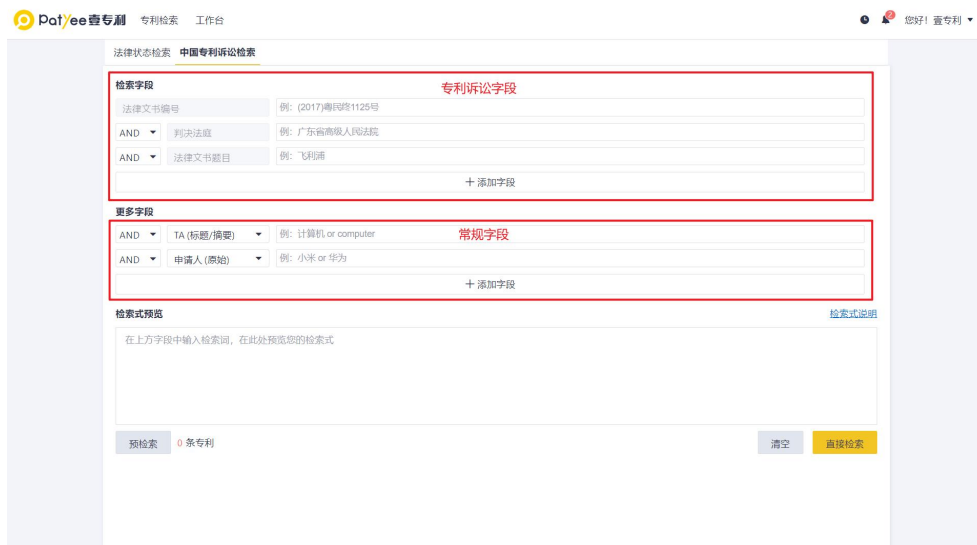 Patyee壹专利 专利检索 工作台 2 您好！壹专利
法律状态检索 中国专利诉讼检索
检索字段 专利诉讼字段
法律文书编号 例：(2017)粤民终1125号
AND 判决法庭 例：广东省高级人民法院
AND 法律文书题目 例：飞利浦
＋添加字段
更多字段
AND TA (标题/摘要) 例：计算机 or computer 常规字段
AND 申请人 (原始) 例：小米 or 华为
＋添加字段
检索式预览 检索式说明
在上方字段中输入检索词，在此处预览您的检索式
预检索 0 条专利 清空 直接检索